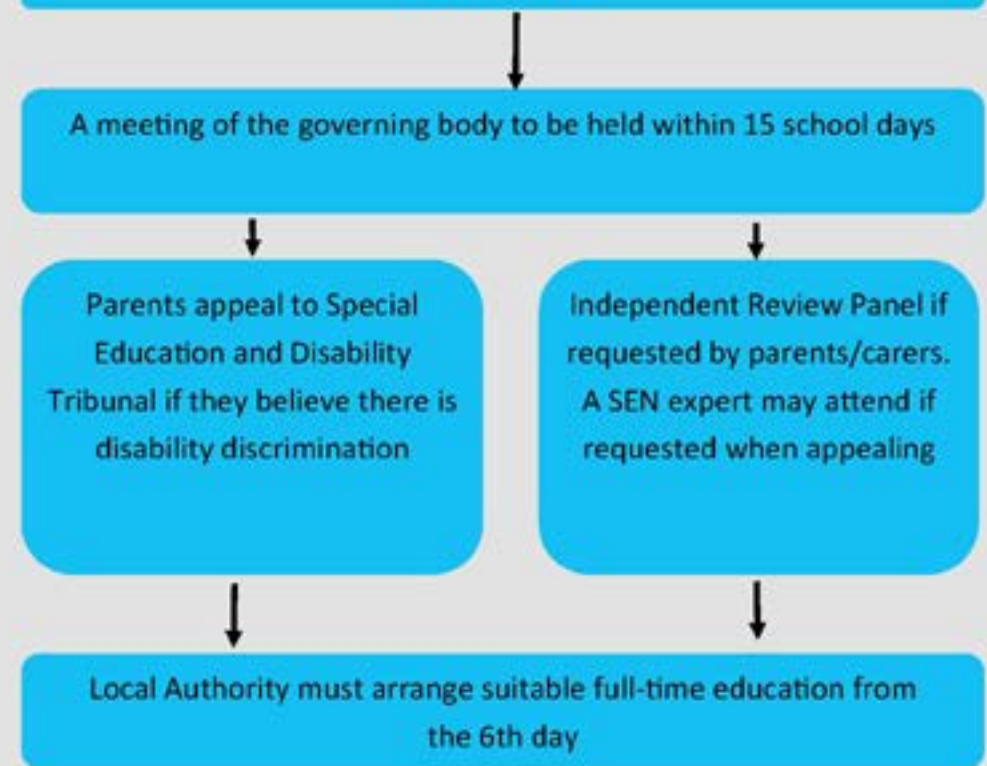 A meeting of the governing body to be held within 15 school days
Parents appeal to Special
Education and Disability
Tribunal if they believe there is
disability discrimination
Independent Review Panel if
requested by parents/carers.
A SEN expert may attend if
requested when appealing
Local Authority must arrange suitable full-time education from
the 6th day